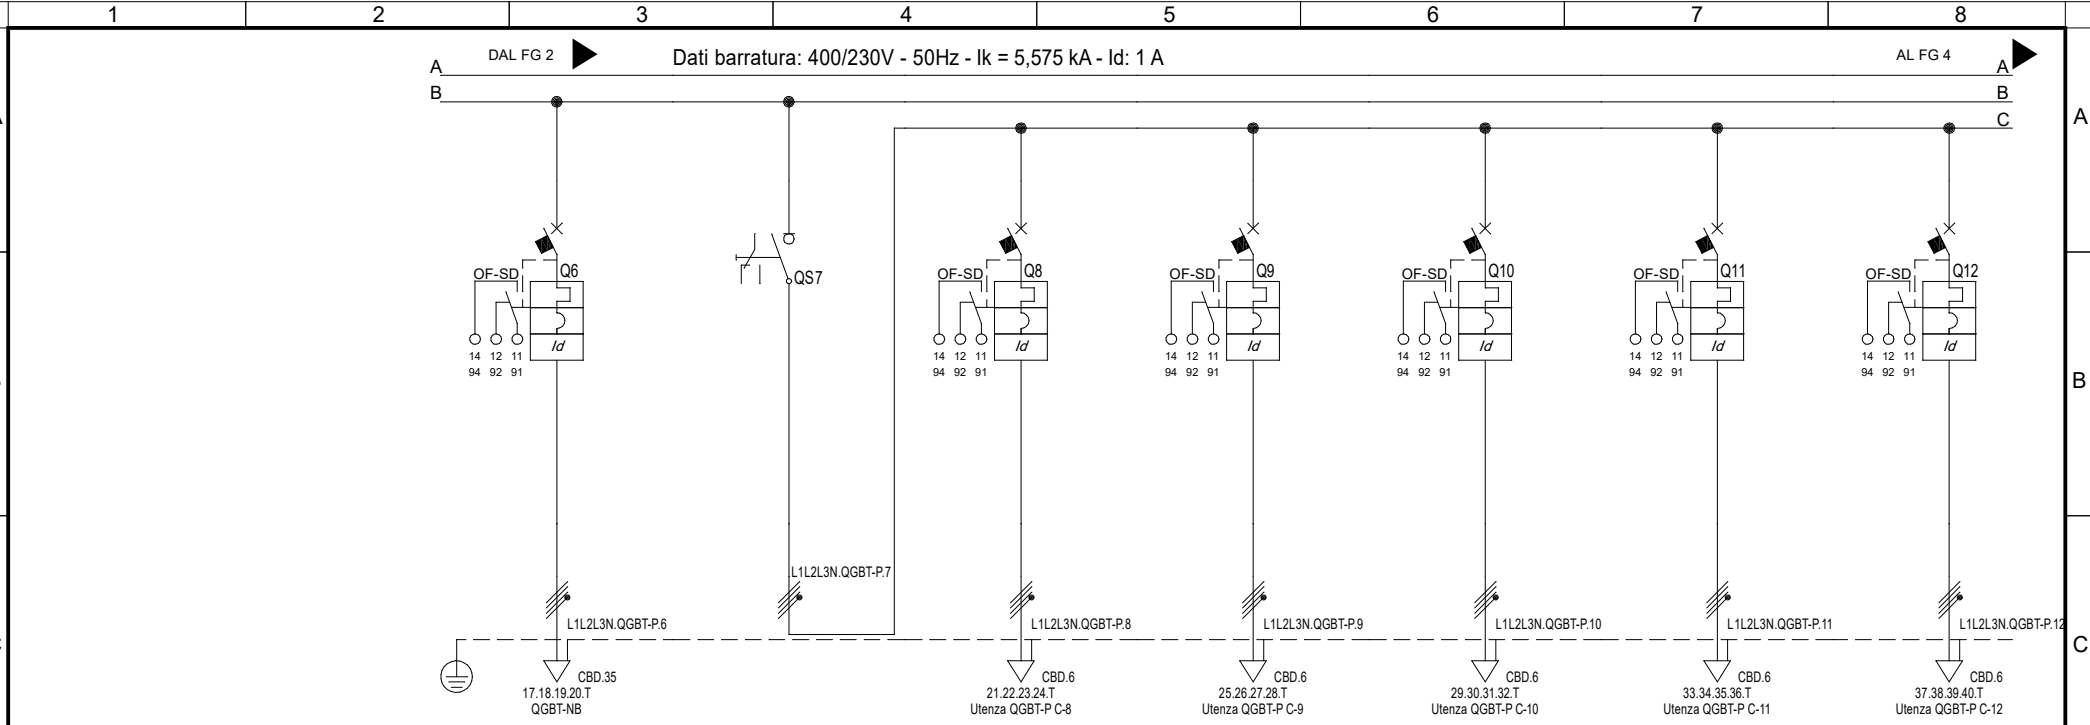 1 2 3 4 5 6 7 8
DAL FG 2 Dati barratura: 400/230V - 50Hz - Ik = 5,575 kA - Id: 1 A AL FG 4
A A
B B
C
A
OF-SD Q6 QS7 OF-SD Q8 OF-SD Q9 OF-SD Q10 OF-SD Q11 OF-SD Q12
Id Id Id Id Id Id
14 12 11 14 12 11 14 12 11 14 12 11 14 12 11 14 12 11
94 92 91 94 92 91 94 92 91 94 92 91 94 92 91 94 92 91
B
L1L2L3N.QGBT-P.7
L1L2L3N.QGBT-P.6 L1L2L3N.QGBT-P.8 L1L2L3N.QGBT-P.9 L1L2L3N.QGBT-P.10 L1L2L3N.QGBT-P.11 L1L2L3N.QGBT-P.12
C
CBD.35 CBD.6 CBD.6 CBD.6 CBD.6 CBD.6
17.18.19.20.T 21.22.23.24.T 25.26.27.28.T 29.30.31.32.T 33.34.35.36.T 37.38.39.40.T
QGBT-NB Utenza QGBT-P C-8 Utenza QGBT-P C-9 Utenza QGBT-P C-10 Utenza QGBT-P C-11 Utenza QGBT-P C-12